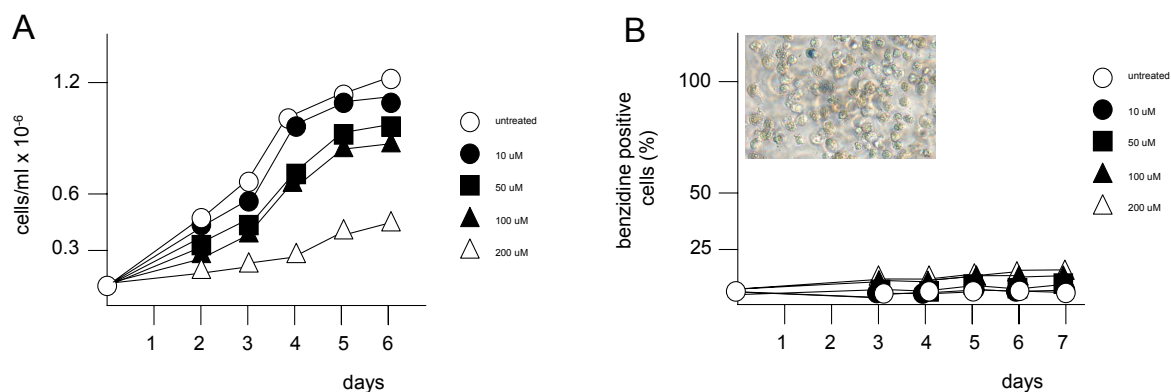 A
cells/ml x 10-6
1.2
0.6
0.3
1 2 3 4 5 6
days
untreated
10 uM
50 uM
100 uM
200 uM
B
benzidine positive
cells (%)
100
50
25
1 2 3 4 5 6 7
days
untreated
10 uM
50 uM
100 uM
200 uM